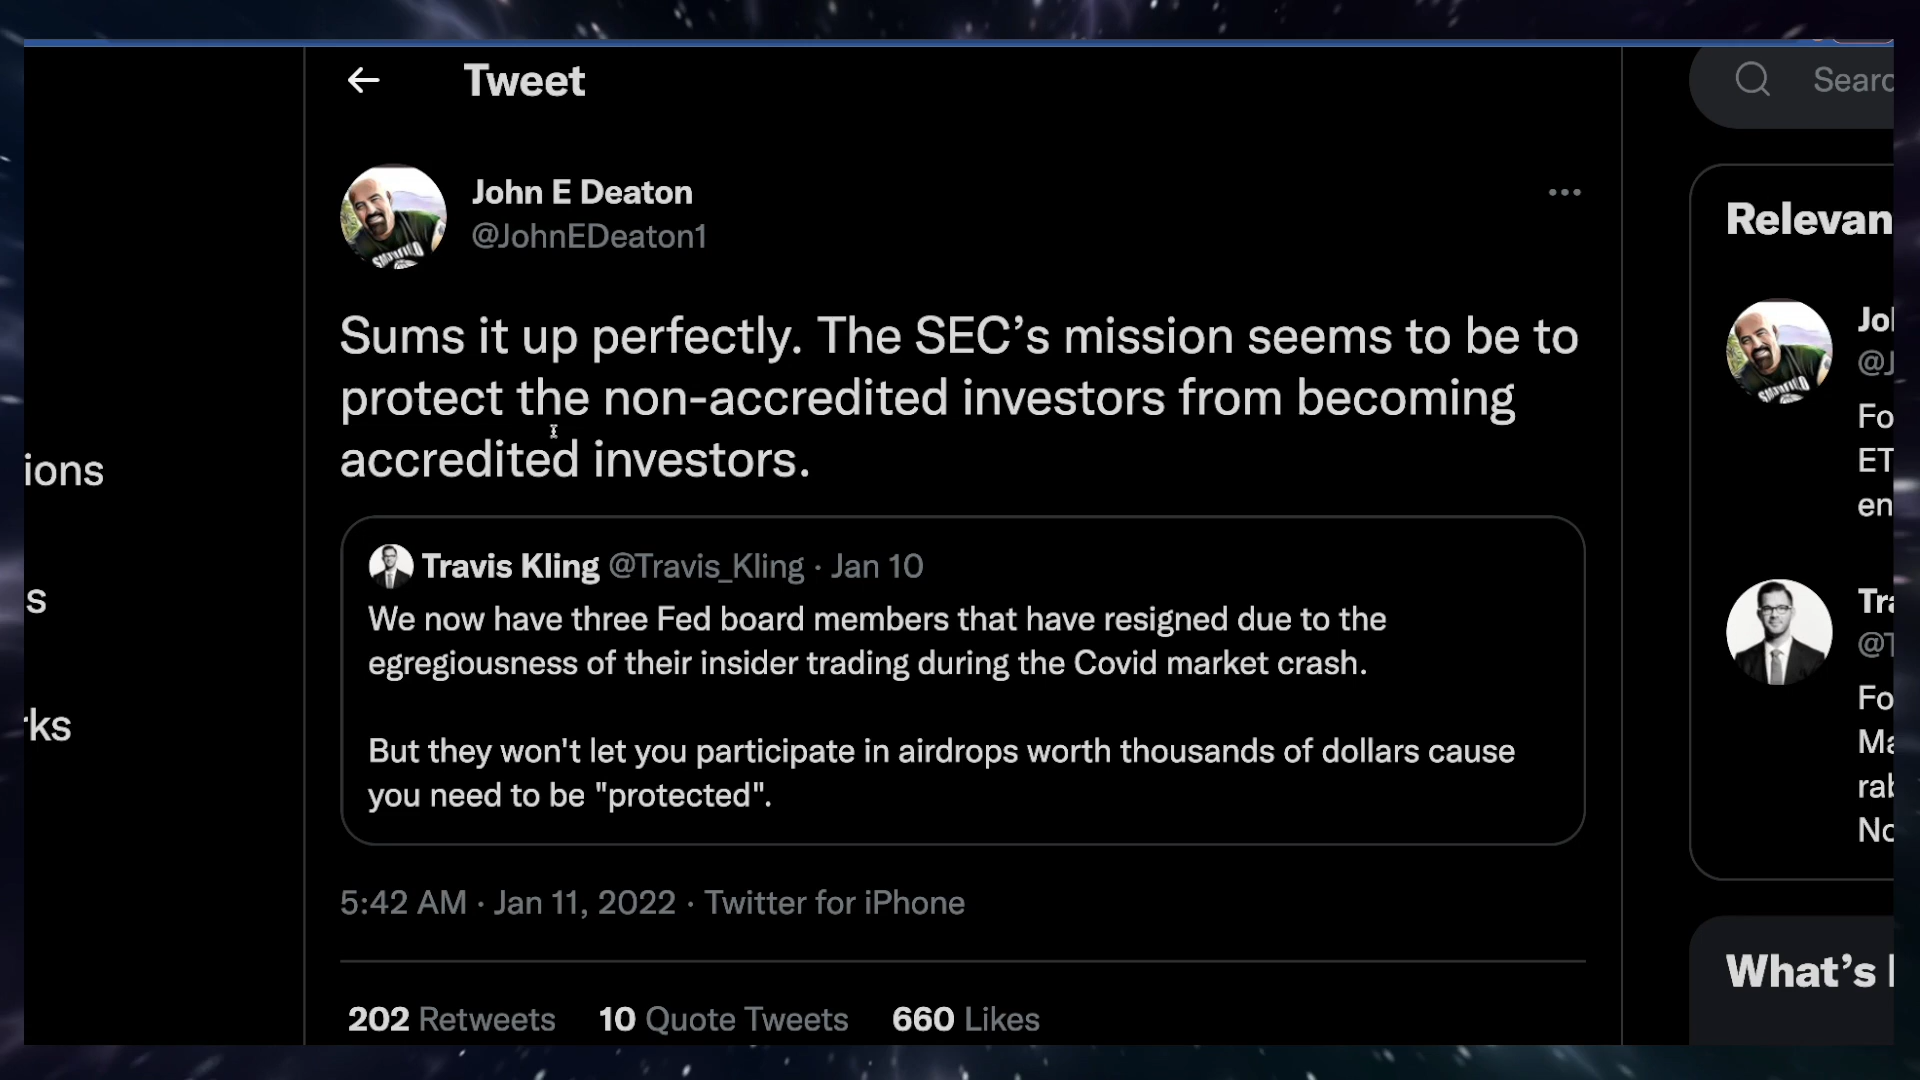 Tweet
Searc
John E Deaton
@JohnEDeaton1
Sums it up perfectly. The SEC’s mission seems to be to
protect the non-accredited investors from becoming
accredited investors.
Travis Kling @Travis_Kling · Jan 10
We now have three Fed board members that have resigned due to the
egregiousness of their insider trading during the Covid market crash.
But they won't let you participate in airdrops worth thousands of dollars cause
you need to be "protected".
5:42 AM · Jan 11, 2022 · Twitter for iPhone
202 Retweets 10 Quote Tweets 660 Likes
ions
s
rks
Relevan
Jo
@J
Fo
ET
en
Tra
@T
Fo
Ma
rab
No
What’s